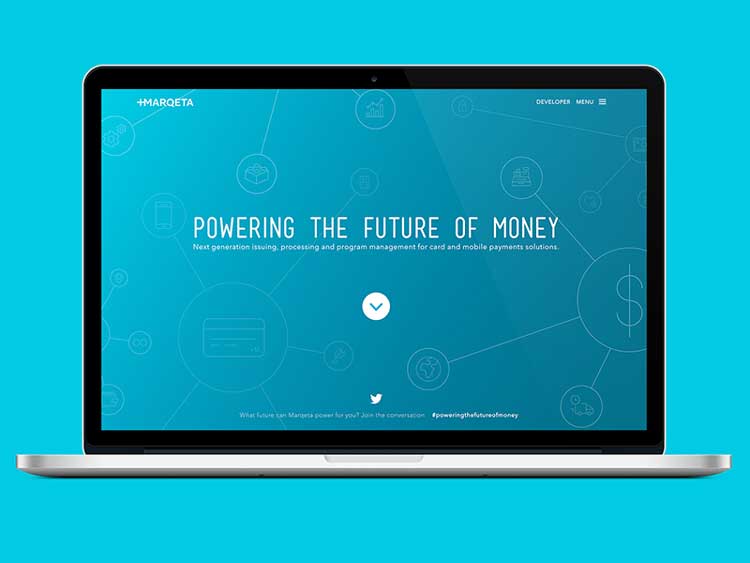 MARQETA
DEVELOPER MENU
POWERING THE FUTURE OF MONEY
Next generation issuing, processing and program management for card and mobile payments solutions.
$
What future can Marqeta power for you? Join the conversation #poweringthefutureofmoney